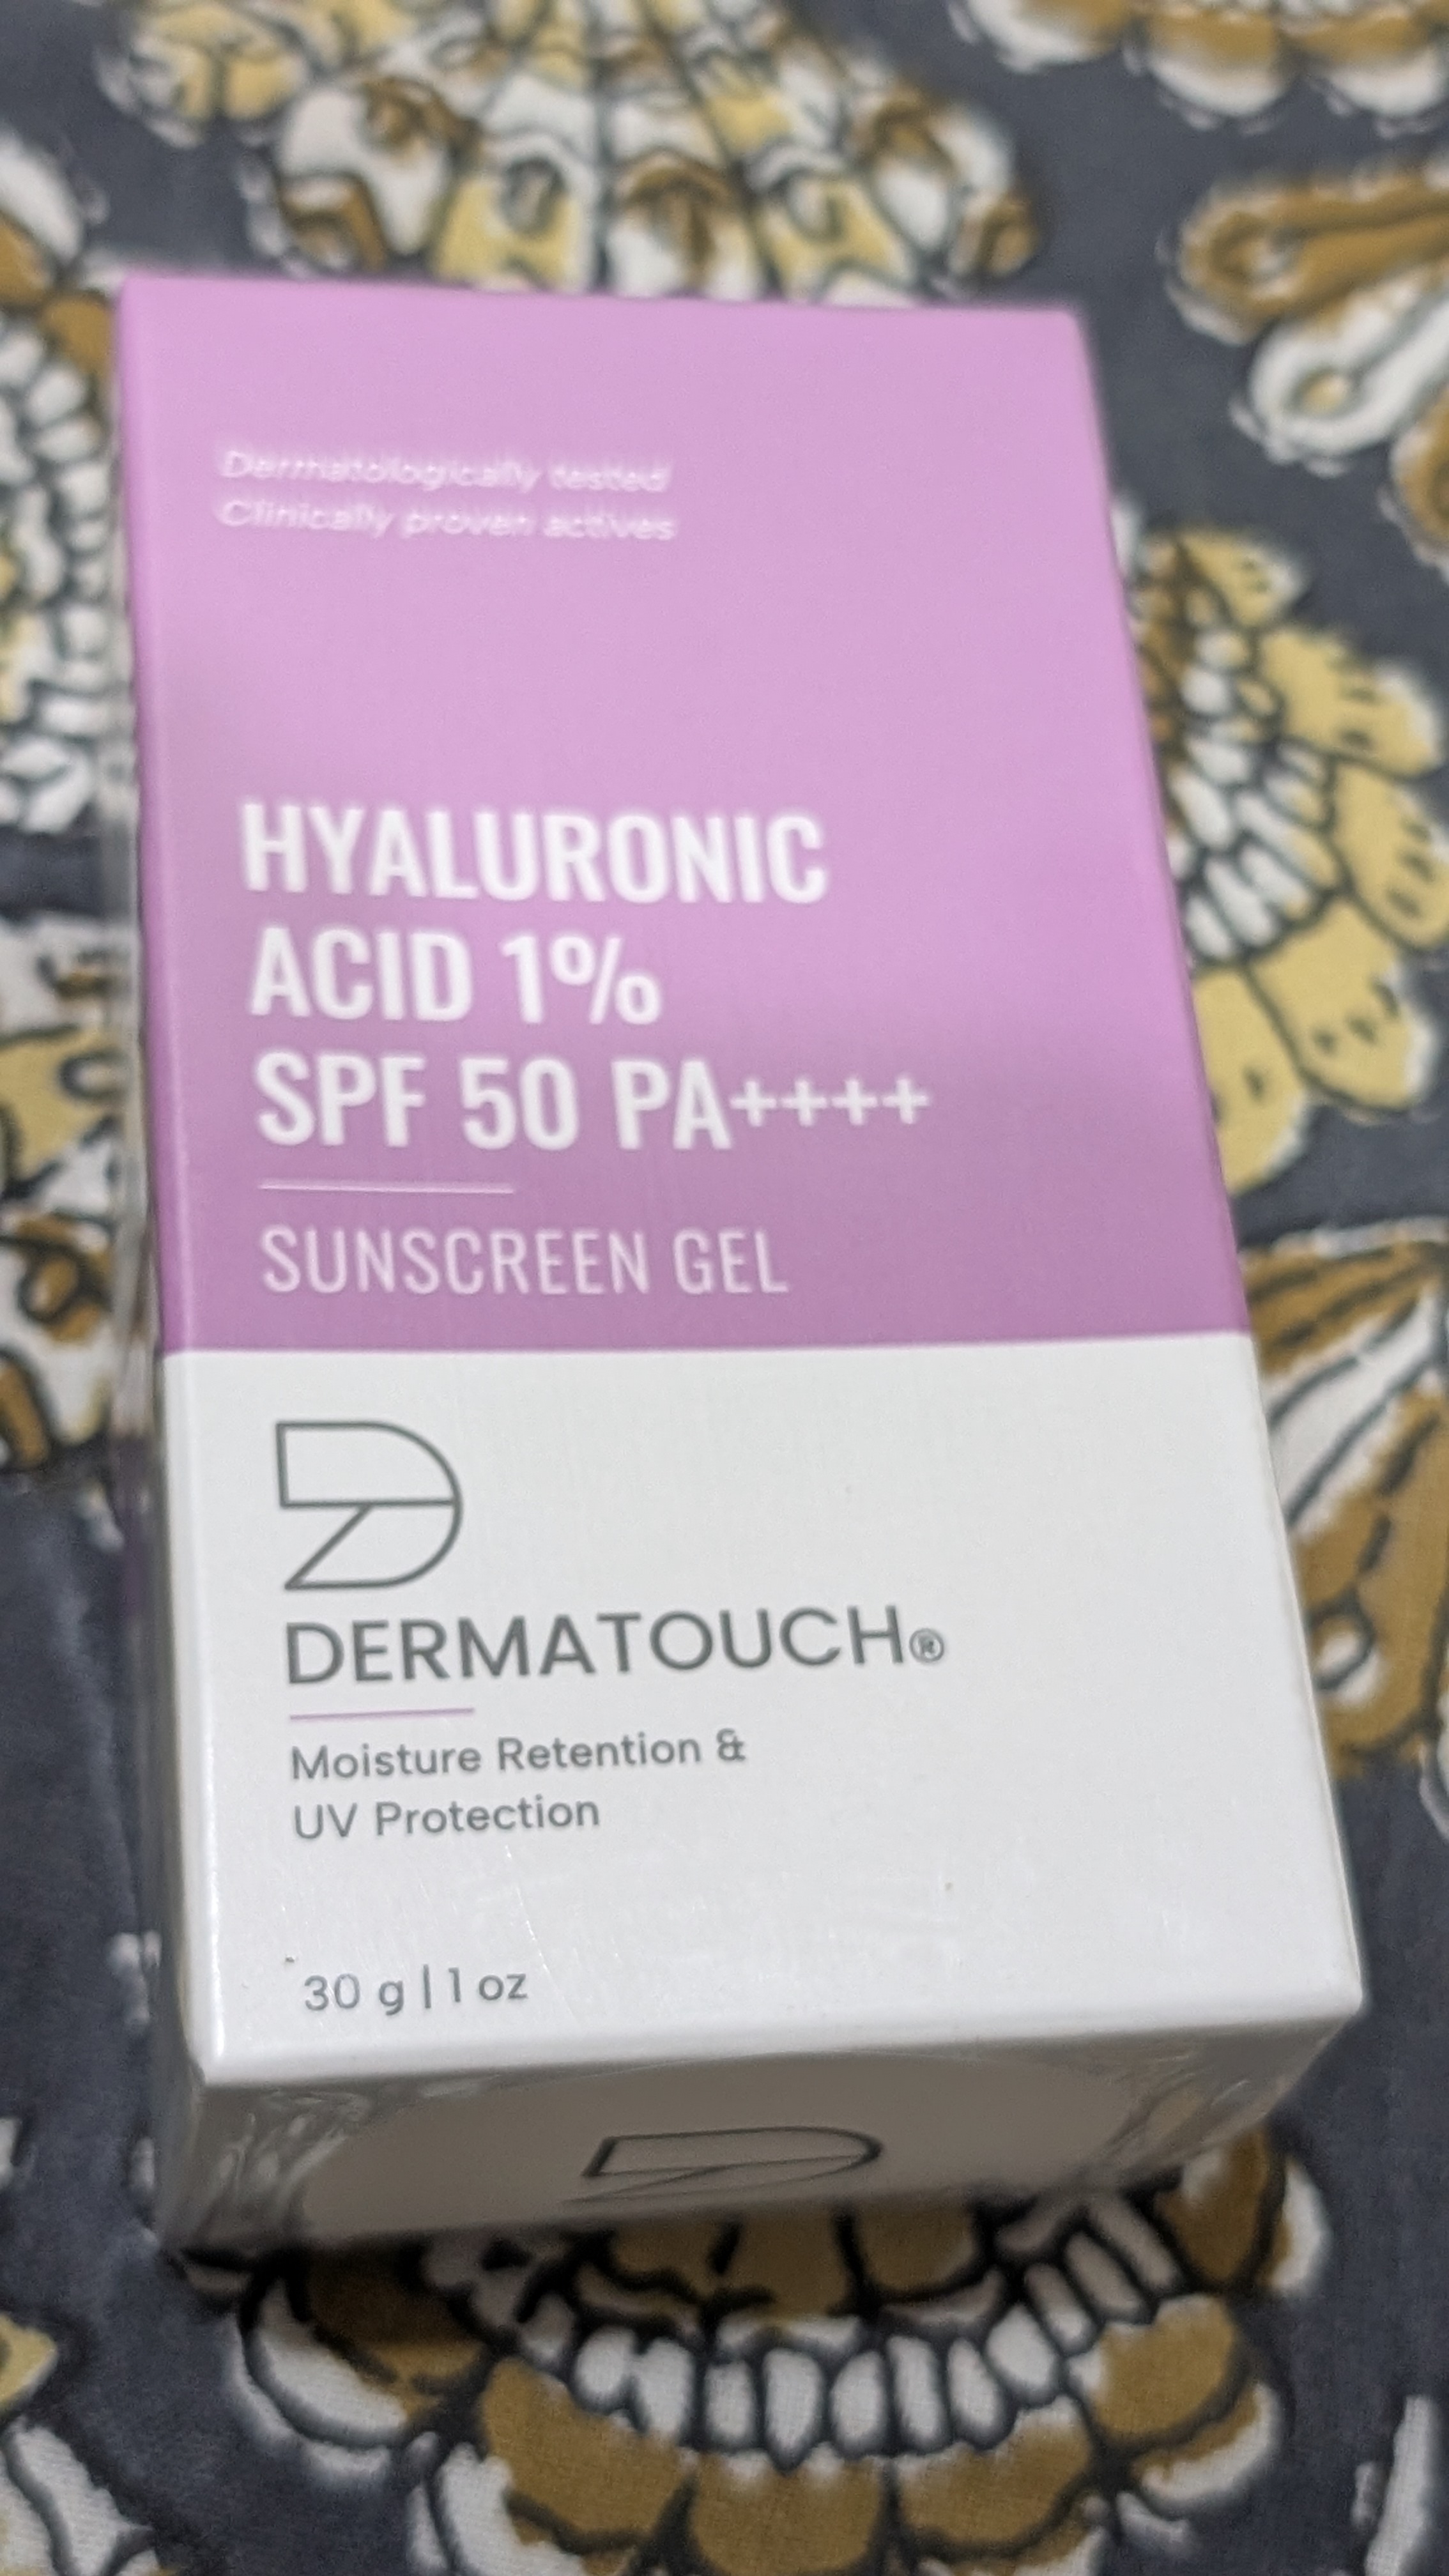 Dermatologically tested
Clinically proven actives
HYALURONIC
ACID 1%
SPF 50 PA++++
SUNSCREEN GEL
DERMATOUCH®
Moisture Retention &
UV Protection
30 g | 1 oz